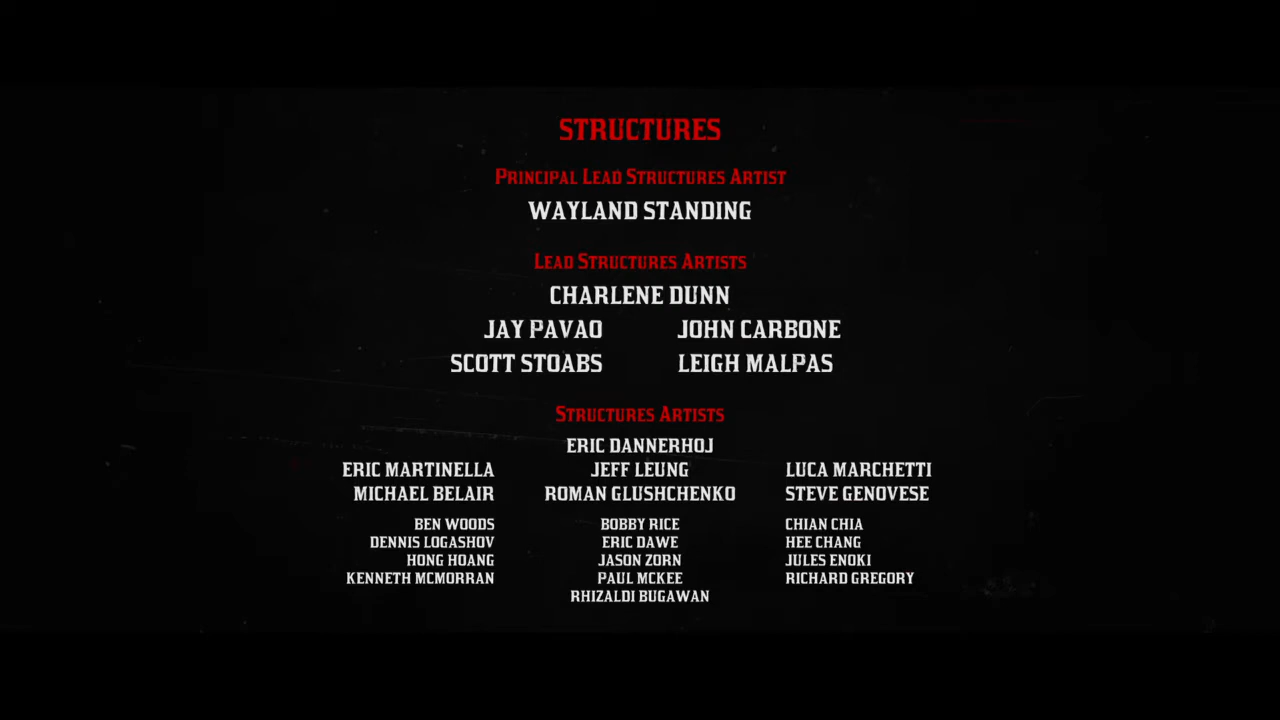 STRUCTURES
PRINCIPAL LEAD STRUCTURES ARTIST
WAYLAND STANDING
LEAD STRUCTURES ARTISTS
CHARLENE DUNN
JAY PAVAO JOHN CARBONE
SCOTT STOABS LEIGH MALPAS
STRUCTURES ARTISTS
ERIC DANNERHOJ
ERIC MARTINELLA JEFF LEUNG LUCA MARCHETTI
MICHAEL BELAIR ROMAN GLUSHCHENKO STEVE GENOVESE
BEN WOODS BOBBY RICE CHIAN CHIA
DENNIS LOGASHOV ERIC DAWE HEE CHANG
HONG HOANG JASON ZORN JULES ENOKI
KENNETH MCMORRAN PAUL MCKEE RICHARD GREGORY
RHIZALDI BUGAWAN